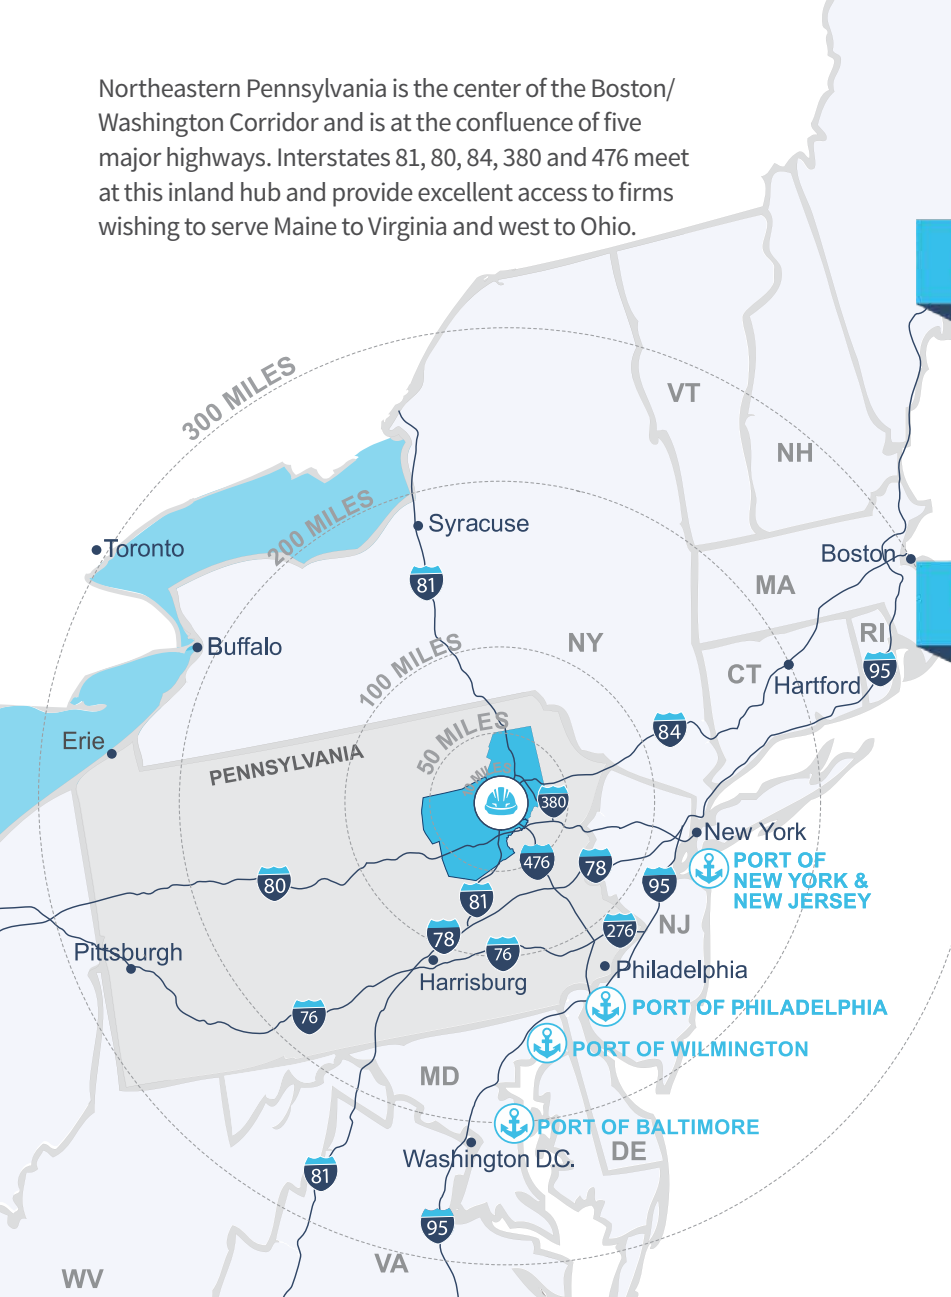 Northeastern Pennsylvania is the center of the Boston/
Washington Corridor and is at the confluence of five
major highways. Interstates 81, 80, 84, 380 and 476 meet
at this inland hub and provide excellent access to firms
wishing to serve Maine to Virginia and west to Ohio.
300 MILES
VT
NH
200 MILES
Syracuse
Toronto
Boston
81
MA
NY
RI
Buffalo
100 MILES
CT
95
Hartford
50 MILES
84
Erie
PENNSYLVANIA
380
New York
PORT OF
NEW YORK &
NEW JERSEY
476
78
80
95
81
NJ
78
276
76
Pittsburgh
Harrisburg
Philadelphia
PORT OF PHILADELPHIA
76
PORT OF WILMINGTON
MD
PORT OF BALTIMORE
Washington D.C.
DE
81
95
VA
WV